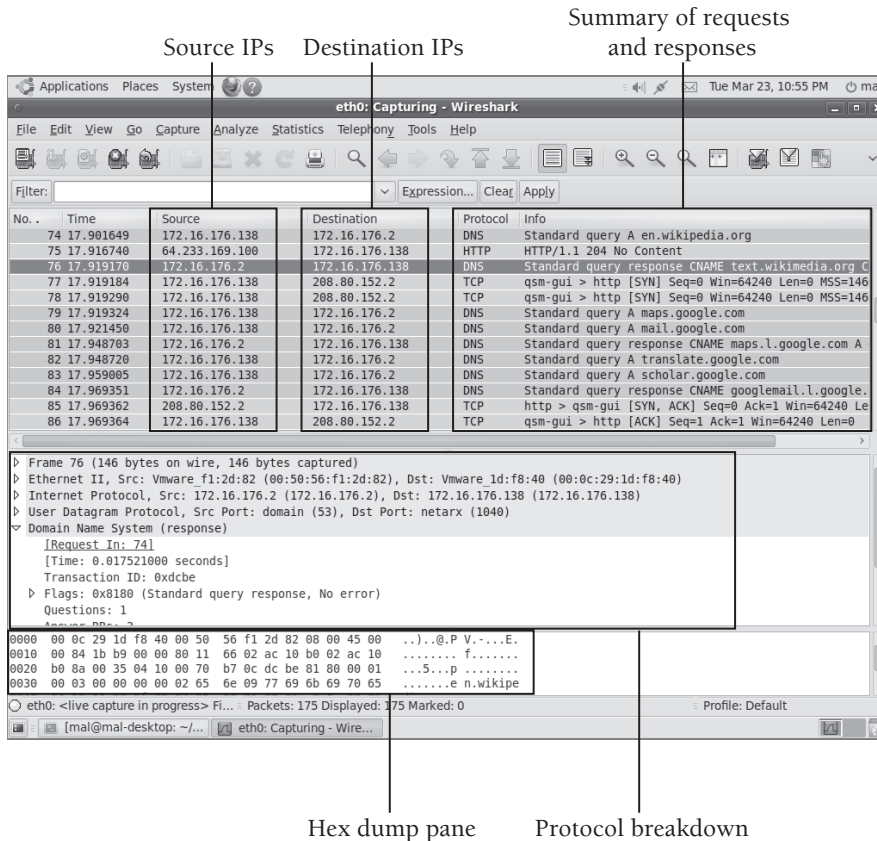 Summary of requests
and responses
Source IPs Destination IPs
Applications Places System Tue Mar 23, 10:55 PM ma
eth0: Capturing - Wireshark
File Edit View Go Capture Analyze Statistics Telephony Tools Help
Filter: Expression... Clear Apply
No. . Time Source Destination Protocol Info
74 17.901649 172.16.176.138 172.16.176.2 DNS Standard query A en.wikipedia.org
75 17.916740 64.233.169.100 172.16.176.138 HTTP HTTP/1.1 204 No Content
76 17.919170 172.16.176.2 172.16.176.138 DNS Standard query response CNAME text.wikimedia.org C
77 17.919184 172.16.176.138 208.80.152.2 TCP qsm-gui > http [SYN] Seq=0 Win=64240 Len=0 MSS=146
78 17.919290 172.16.176.138 208.80.152.2 TCP qsm-gui > http [SYN] Seq=0 Win=64240 Len=0 MSS=146
79 17.919324 172.16.176.138 172.16.176.2 DNS Standard query A maps.google.com
80 17.921450 172.16.176.138 172.16.176.2 DNS Standard query A mail.google.com
81 17.948703 172.16.176.2 172.16.176.138 DNS Standard query response CNAME maps.l.google.com A
82 17.948720 172.16.176.138 172.16.176.2 DNS Standard query A translate.google.com
83 17.959005 172.16.176.138 172.16.176.2 DNS Standard query A scholar.google.com
84 17.969351 172.16.176.2 172.16.176.138 DNS Standard query response CNAME googlemail.l.google.
85 17.969362 208.80.152.2 172.16.176.138 TCP http > qsm-gui [SYN, ACK] Seq=0 Ack=1 Win=64240 Le
86 17.969364 172.16.176.138 208.80.152.2 TCP qsm-gui > http [ACK] Seq=1 Ack=1 Win=64240 Len=0
Frame 76 (146 bytes on wire, 146 bytes captured)
Ethernet II, Src: Vmware_f1:2d:82 (00:50:56:f1:2d:82), Dst: Vmware_1d:f8:40 (00:0c:29:1d:f8:40)
Internet Protocol, Src: 172.16.176.2 (172.16.176.2), Dst: 172.16.176.138 (172.16.176.138)
User Datagram Protocol, Src Port: domain (53), Dst Port: netarx (1040)
Domain Name System (response)
[Request In: 74]
[Time: 0.017521000 seconds]
Transaction ID: 0xdcbe
Flags: 0x8180 (Standard query response, No error)
Questions: 1
0000 00 0c 29 1d f8 40 00 50 56 f1 2d 82 08 00 45 00 ..)..@.P V.-...E.
0010 00 84 1b b9 00 00 80 11 66 02 ac 10 b0 02 ac 10 ........ f.......
0020 b0 8a 00 35 04 10 00 70 b7 0c dc be 81 80 00 01 ...5...p ........
0030 00 03 00 00 00 00 02 65 6e 09 77 69 6b 69 70 65 .......e n.wikipe
eth0: <live capture in progress> Fi... Packets: 175 Displayed: 175 Marked: 0 Profile: Default
[mal@mal-desktop: ~/... eth0: Capturing - Wire...
Hex dump pane Protocol breakdown